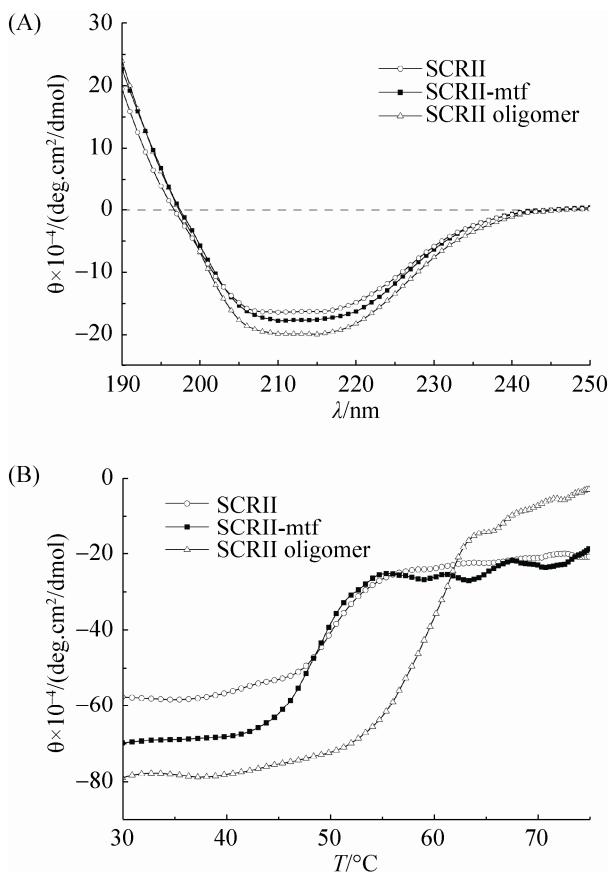 (A)
θ×10⁻⁴/(deg.cm²/dmol)
30
20
10
0
−10
−20
SCRII
SCRII-mtf
SCRII oligomer
190 200 210 220 230 240 250
λ/nm
(B)
θ×10⁻⁴/(deg.cm²/dmol)
0
−20
−40
−60
−80
SCRII
SCRII-mtf
SCRII oligomer
30 40 50 60 70
T/°C